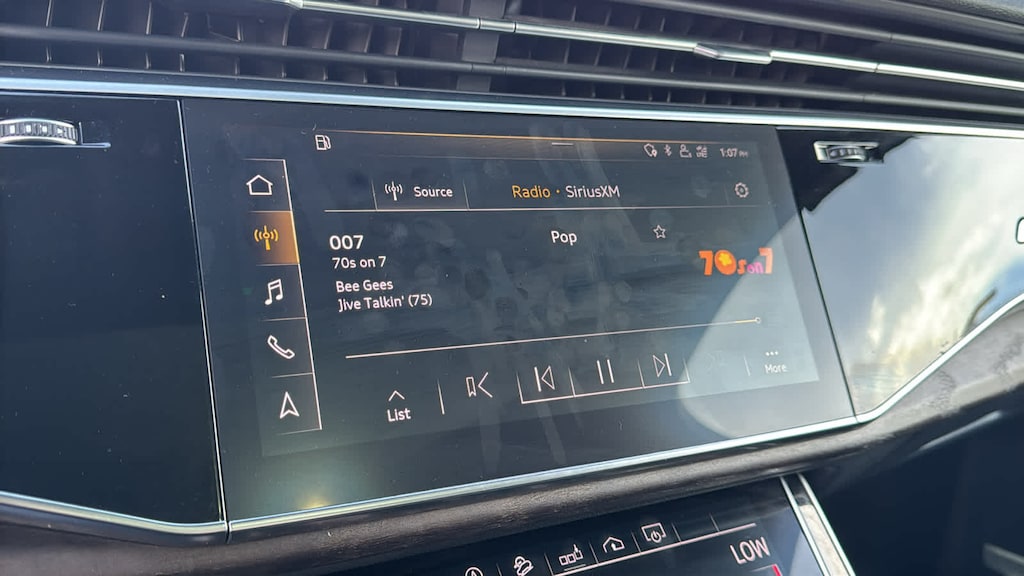 1:07 PM
Source
Radio · SiriusXM
007
Pop
70s on 7
70s on 7
Bee Gees
Jive Talkin' (75)
List
More
LOW